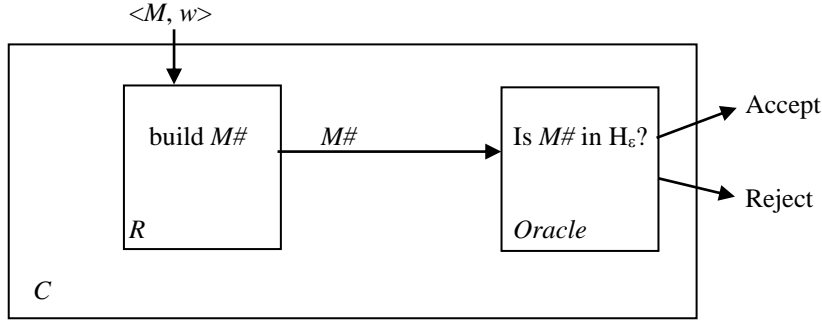 <M, w>
build M#
M#
Is M# in Hε?
Accept
Reject
R
Oracle
C